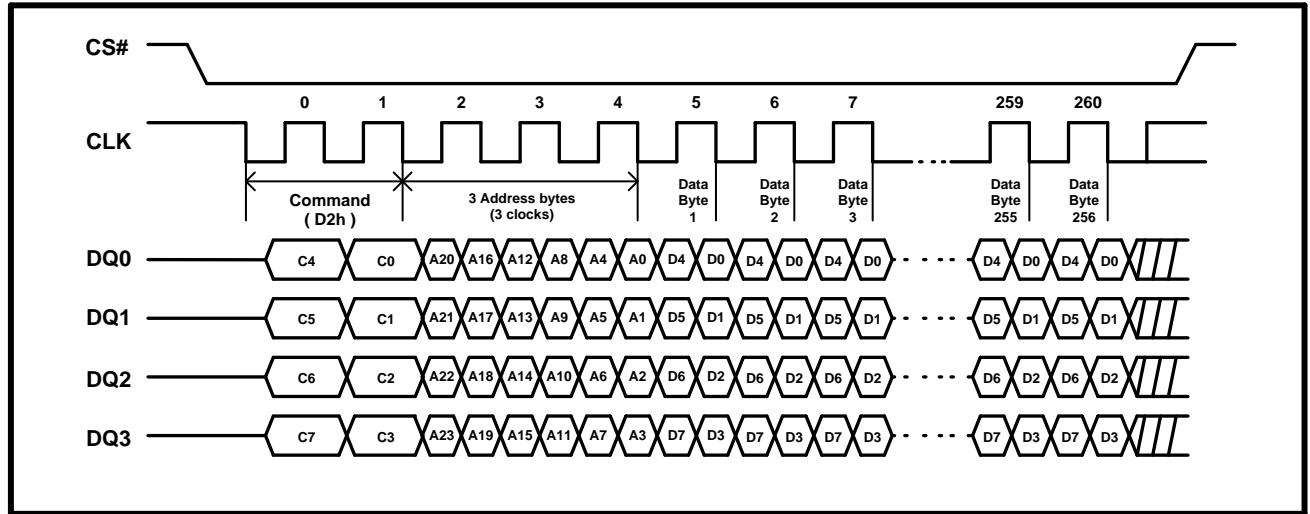 CS#
0 1 2 3 4 5 6 7 259 260
CLK
Command
( D2h )
3 Address bytes
(3 clocks)
Data
Byte
1
Data
Byte
2
Data
Byte
3
Data
Byte
255
Data
Byte
256
DQ0 C4 C0 A20 A16 A12 A8 A4 A0 D4 D0 D4 D0 D4 D0 D4 D0 D4 D0
DQ1 C5 C1 A21 A17 A13 A9 A5 A1 D5 D1 D5 D1 D5 D1 D5 D1 D5 D1
DQ2 C6 C2 A22 A18 A14 A10 A6 A2 D6 D2 D6 D2 D6 D2 D6 D2 D6 D2
DQ3 C7 C3 A23 A19 A15 A11 A7 A3 D7 D3 D7 D3 D7 D3 D7 D3 D7 D3